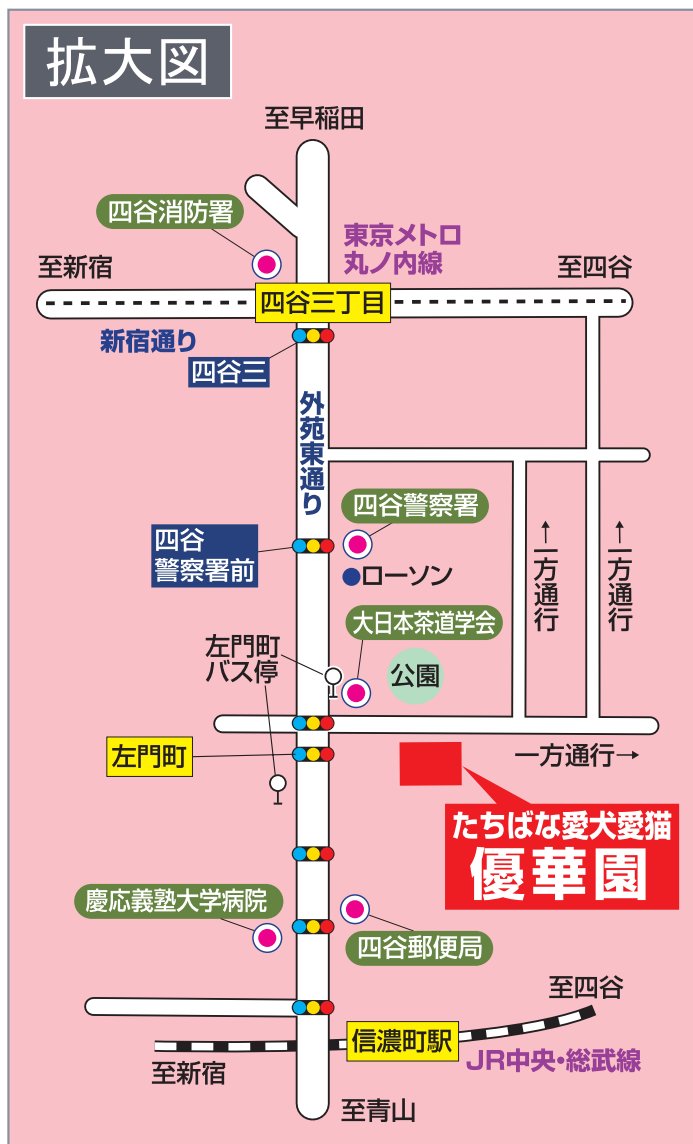 拡大図
至早稲田
四谷消防署
東京メトロ
丸ノ内線
至新宿
至四谷
四谷三丁目
新宿通り
四谷三
外苑東通り
四谷警察署
四谷
警察署前
ローソン
←一方通行
←一方通行
大日本茶道学会
左門町
バス停
公園
左門町
一方通行→
たちばな愛犬愛猫
優華園
慶応義塾大学病院
四谷郵便局
至四谷
信濃町駅
JR中央・総武線
至新宿
至青山